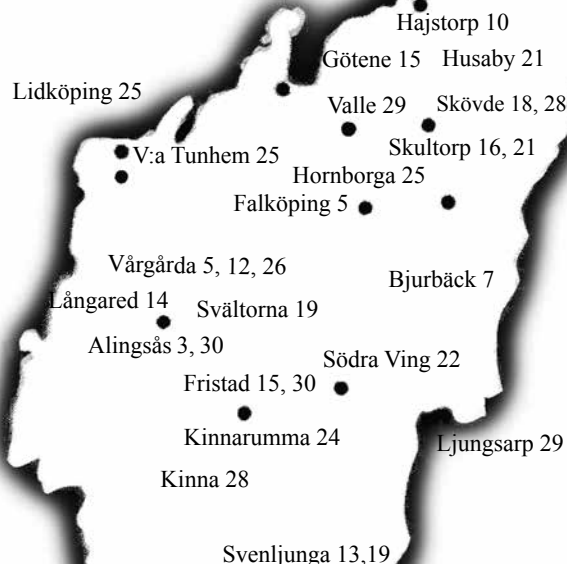 Hajstorp 10
Götene 15
Husaby 21
Lidköping 25
Valle 29
Skövde 18, 28
Skultorp 16, 21
V:a Tunhem 25
Hornborga 25
Falköping 5
Vårgårda 5, 12, 26
Bjurbäck 7
Långared 14
Svältorna 19
Alingsås 3, 30
Södra Ving 22
Fristad 15, 30
Kinnarumma 24
Ljungsarp 29
Kinna 28
Svenljunga 13,19